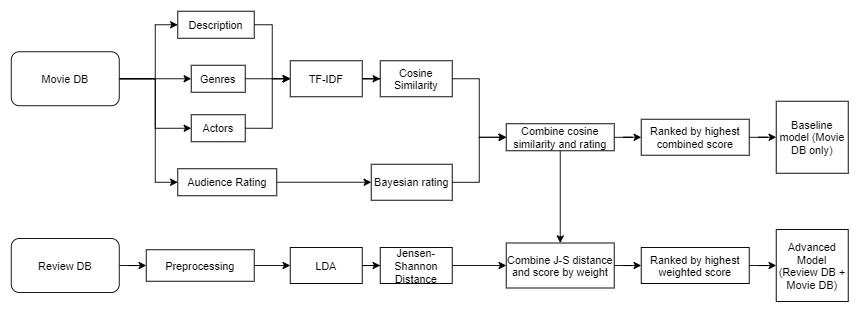 Description
Movie DB
Genres
TF-IDF
Cosine
Similarity
Actors
Combine cosine
similarity and rating
Ranked by highest
combined score
Baseline
model (Movie
DB only)
Audience Rating
Bayesian rating
Review DB
Preprocessing
LDA
Jensen-
Shannon
Distance
Combine J-S distance
and score by weight
Ranked by highest
weighted score
Advanced
Model
(Review DB +
Movie DB)